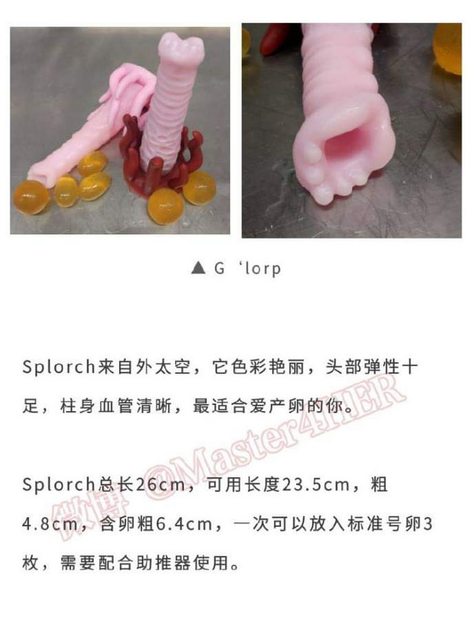 ▲ G‘lorp
Splorch来自外太空，它色彩艳丽，头部弹性十
足，柱身血管清晰，最适合爱产卵的你。
微博 @Master4HER
Splorch总长26cm，可用长度23.5cm，粗
4.8cm，含卵粗6.4cm，一次可以放入标准号卵3
枚，需要配合助推器使用。